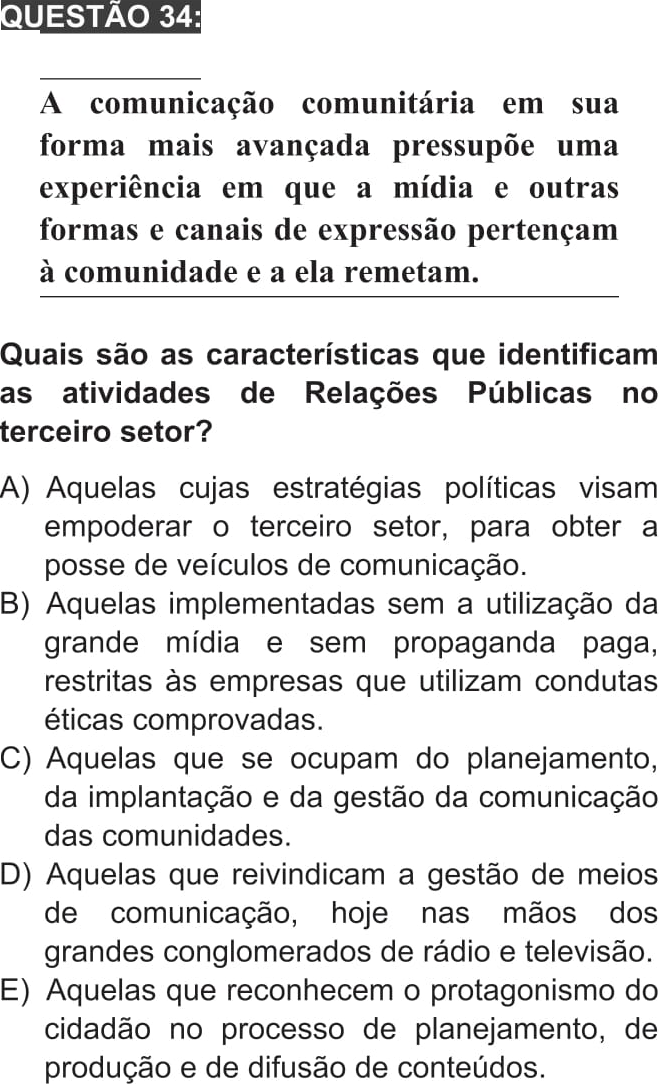 QUESTÃO 34:
A comunicação comunitária em sua
forma mais avançada pressupõe uma
experiência em que a mídia e outras
formas e canais de expressão pertençam
à comunidade e a ela remetam.
Quais são as características que identificam
as atividades de Relações Públicas no
terceiro setor?
A) Aquelas cujas estratégias políticas visam
empoderar o terceiro setor, para obter a
posse de veículos de comunicação.
B) Aquelas implementadas sem a utilização da
grande mídia e sem propaganda paga,
restritas às empresas que utilizam condutas
éticas comprovadas.
C) Aquelas que se ocupam do planejamento,
da implantação e da gestão da comunicação
das comunidades.
D) Aquelas que reivindicam a gestão de meios
de comunicação, hoje nas mãos dos
grandes conglomerados de rádio e televisão.
E) Aquelas que reconhecem o protagonismo do
cidadão no processo de planejamento, de
produção e de difusão de conteúdos.